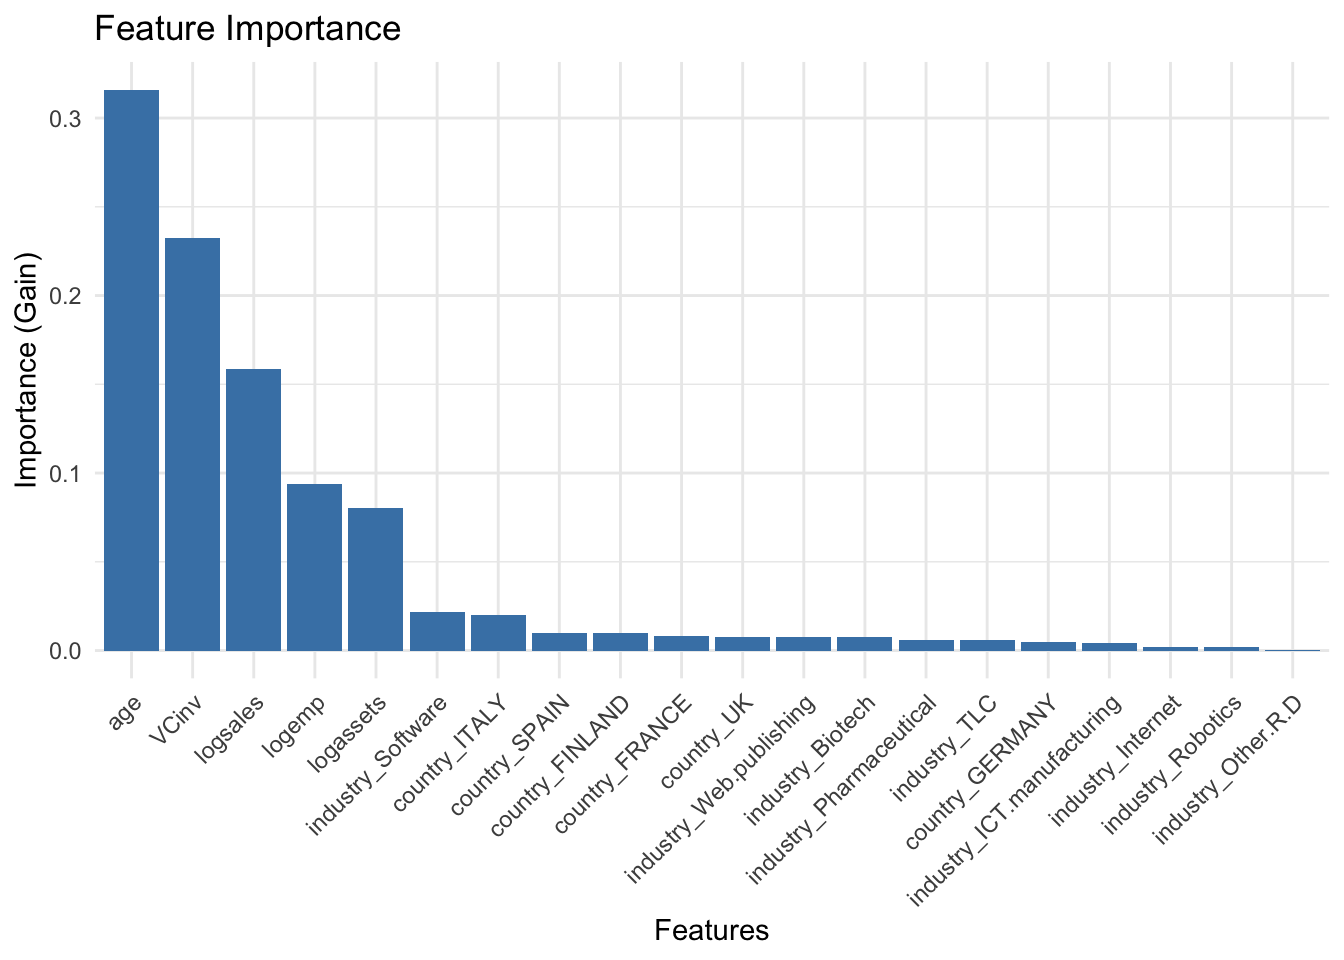 Feature Importance
Importance (Gain)
0.3
0.2
0.1
0.0
age
VCinv
logsales
logemp
logassets
industry_Software
country_ITALY
country_SPAIN
country_FINLAND
country_FRANCE
country_UK
industry_Web.publishing
industry_Biotech
industry_Pharmaceutical
industry_TLC
country_GERMANY
industry_ICT.manufacturing
industry_Internet
industry_Robotics
industry_Other.R.D
Features